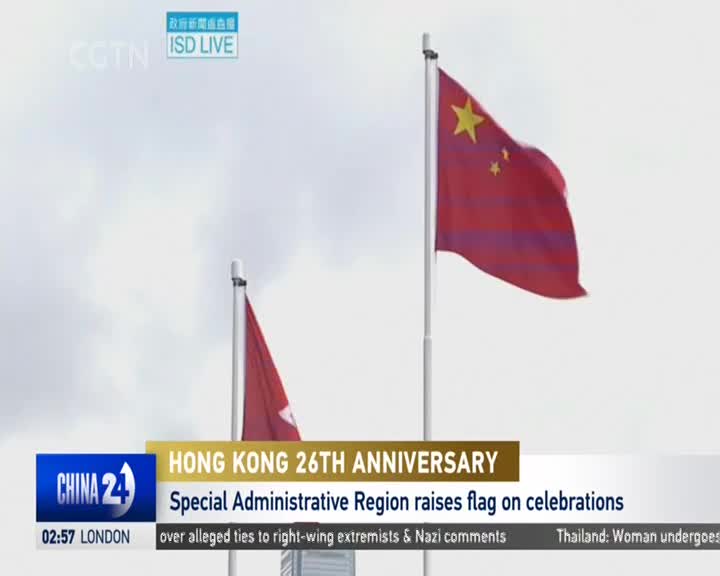 CGTN
政府新聞處直播
ISD LIVE
HONG KONG 26TH ANNIVERSARY
CHINA 24
Special Administrative Region raises flag on celebrations
02:57 LONDON
over alleged ties to right-wing extremists & Nazi comments Thailand: Woman undergoes